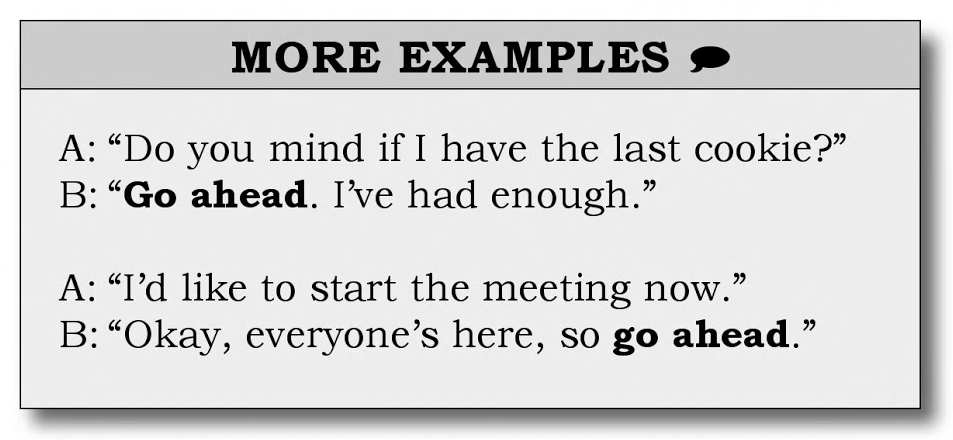 MORE EXAMPLES
A: “Do you mind if I have the last cookie?”
B: “Go ahead. I’ve had enough.”
A: “I’d like to start the meeting now.”
B: “Okay, everyone’s here, so go ahead.”